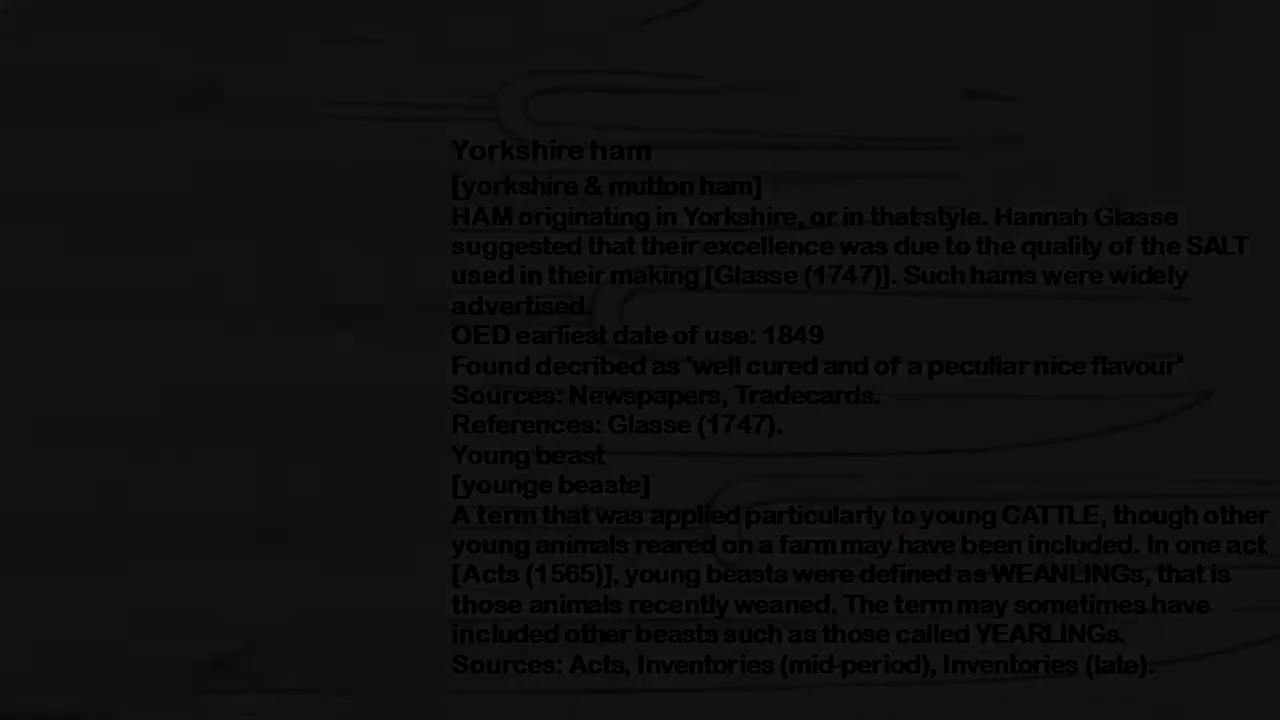 Yorkshire ham
[yorkshire & mutton ham]
HAM originating in Yorkshire, or in that style. Hannah Glasse
suggested that their excellence was due to the quality of the SALT
used in their making [Glasse (1747)]. Such hams were widely
advertised.
OED earliest date of use: 1849
Found decribed as 'well cured and of a peculiar nice flavour'
Sources: Newspapers, Tradecards.
References: Glasse (1747).
Young beast
[younge beaste]
A term that was applied particularly to young CATTLE, though other
young animals reared on a farm may have been included. In one act
[Acts (1565)], young beasts were defined as WEANLINGs, that is
those animals recently weaned. The term may sometimes have
included other beasts such as those called YEARLINGs.
Sources: Acts, Inventories (mid-period), Inventories (late).